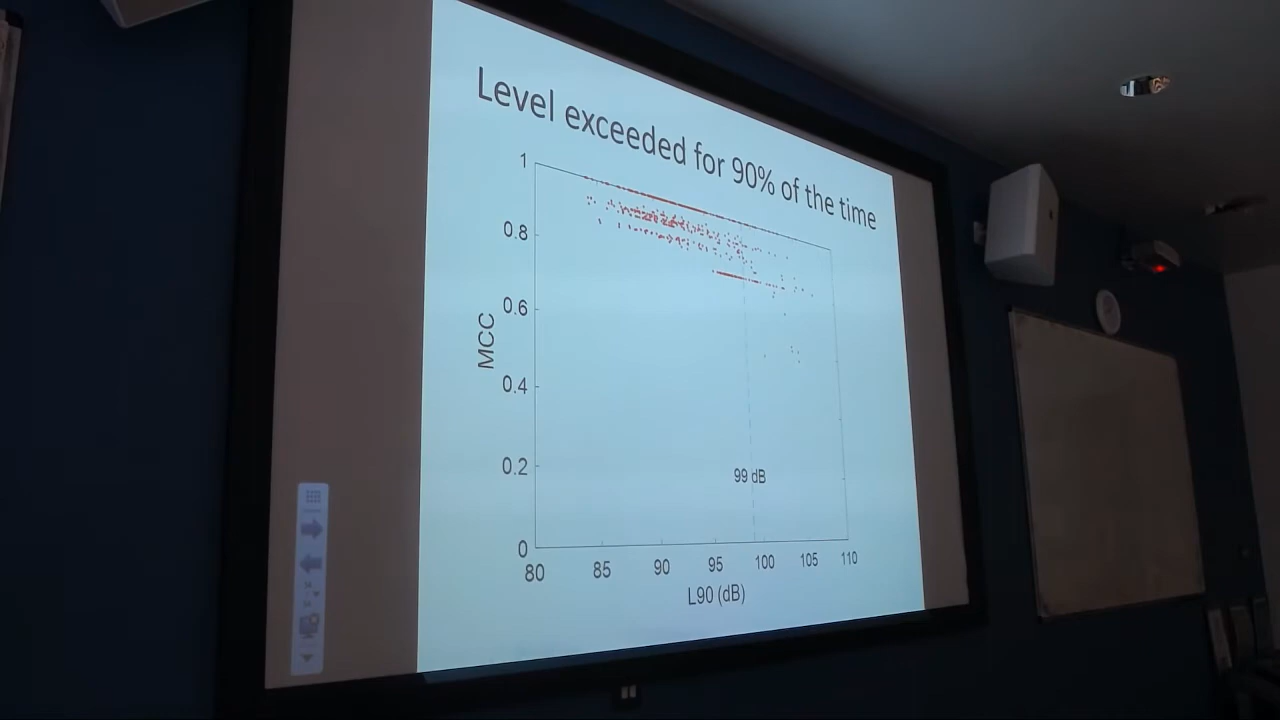 Level exceeded for 90% of the time
1
0.8
0.6
0.4
0.2
0
MCC
99 dB
80 85 90 95 100 105 110
L90 (dB)